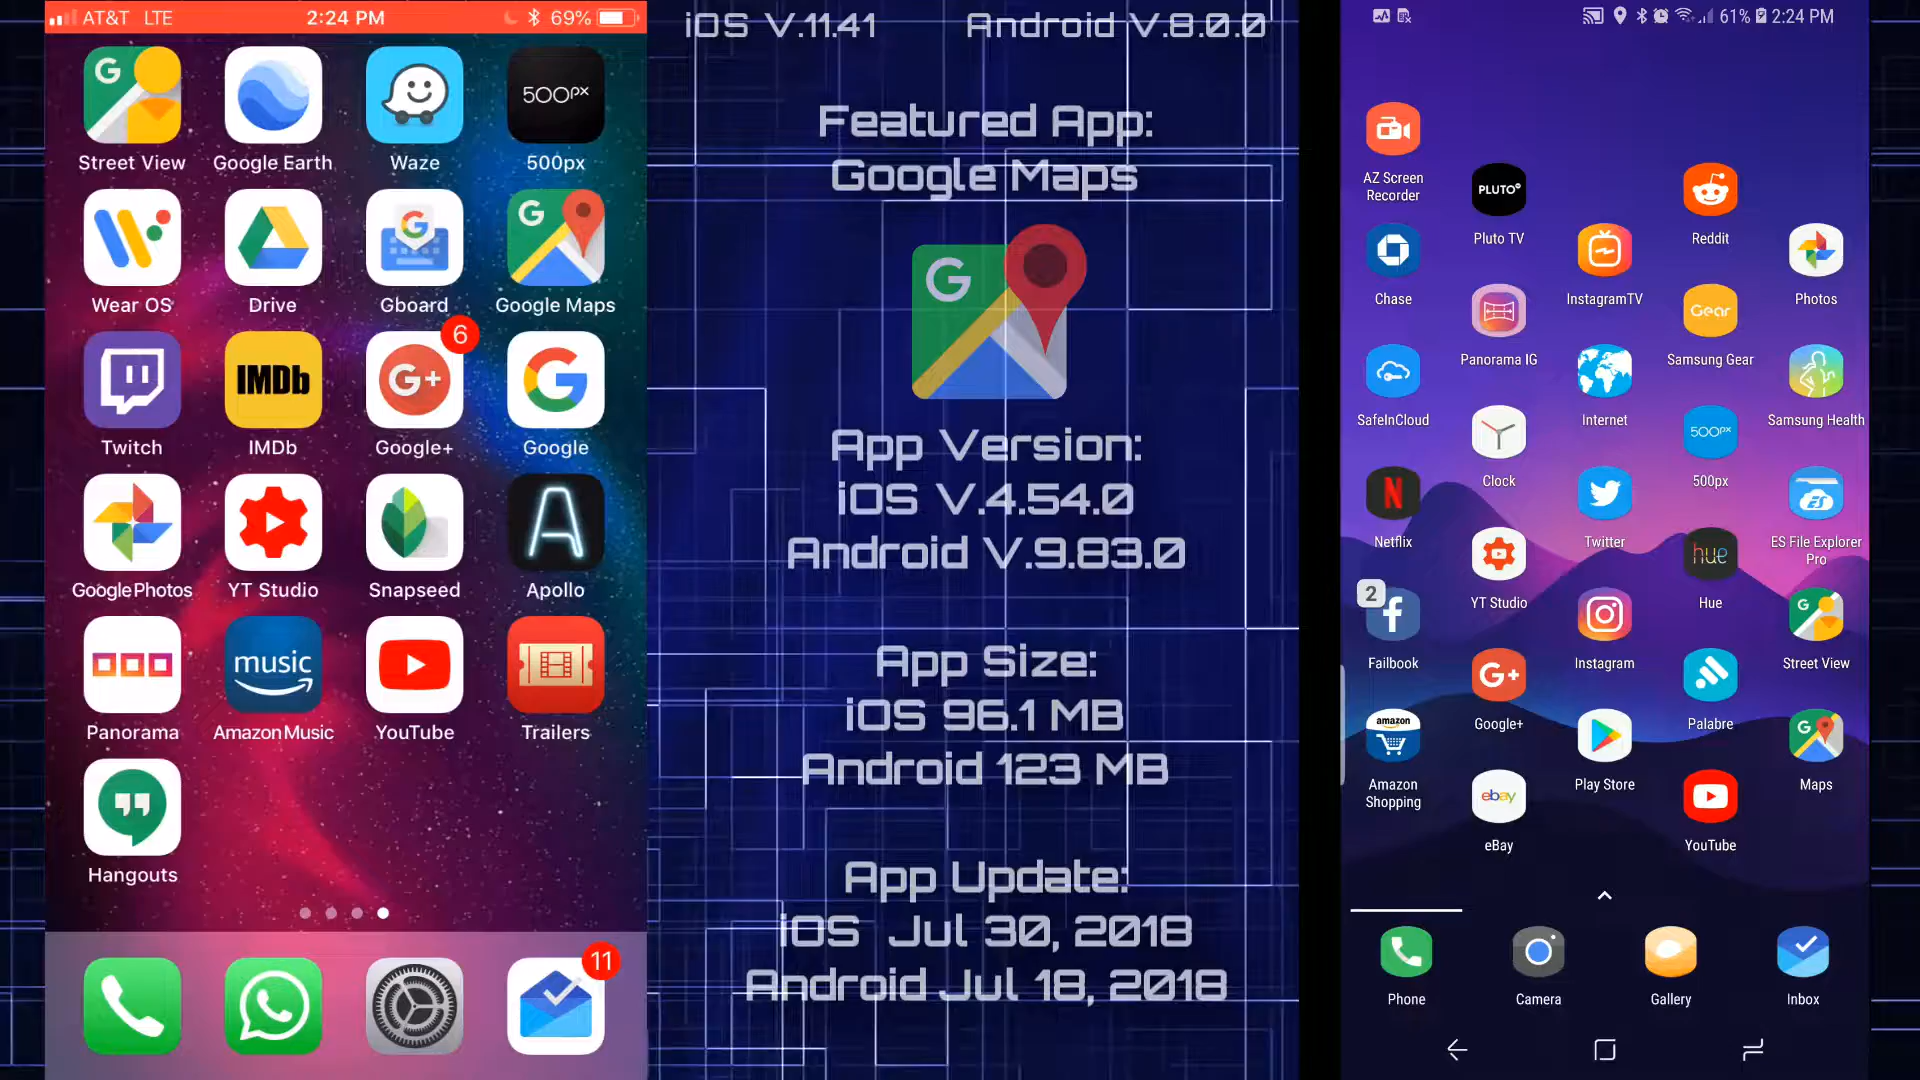 AT&T LTE 2:24 PM 69%
Street View Google Earth Waze 500px
500px
Wear OS Drive Gboard Google Maps
6
IMDb G+
Twitch IMDb Google+ Google
Google Photos YT Studio Snapseed Apollo
music
Panorama Amazon Music YouTube Trailers
Hangouts
11
iOS V.11.41 Android V.8.0.0
Featured App:
Google Maps
G
App Version:
iOS V.4.54.0
Android V.9.83.0
App Size:
iOS 96.1 MB
Android 123 MB
App Update:
iOS Jul 30, 2018
Android Jul 18, 2018
61% 2:24 PM
AZ Screen
Recorder
PLUTO
Pluto TV
Reddit
Chase
InstagramTV
Photos
Gear
Panorama IG
Samsung Gear
SafeInCloud
Internet
Samsung Health
500px
Clock
500px
N
ES
Netflix
Twitter
ES File Explorer
Pro
hue
2
YT Studio
Hue
f
Failbook
Instagram
Street View
G+
Google+
Palabre
amazon
Amazon
Shopping
Play Store
Maps
ebay
eBay
YouTube
Phone Camera Gallery Inbox